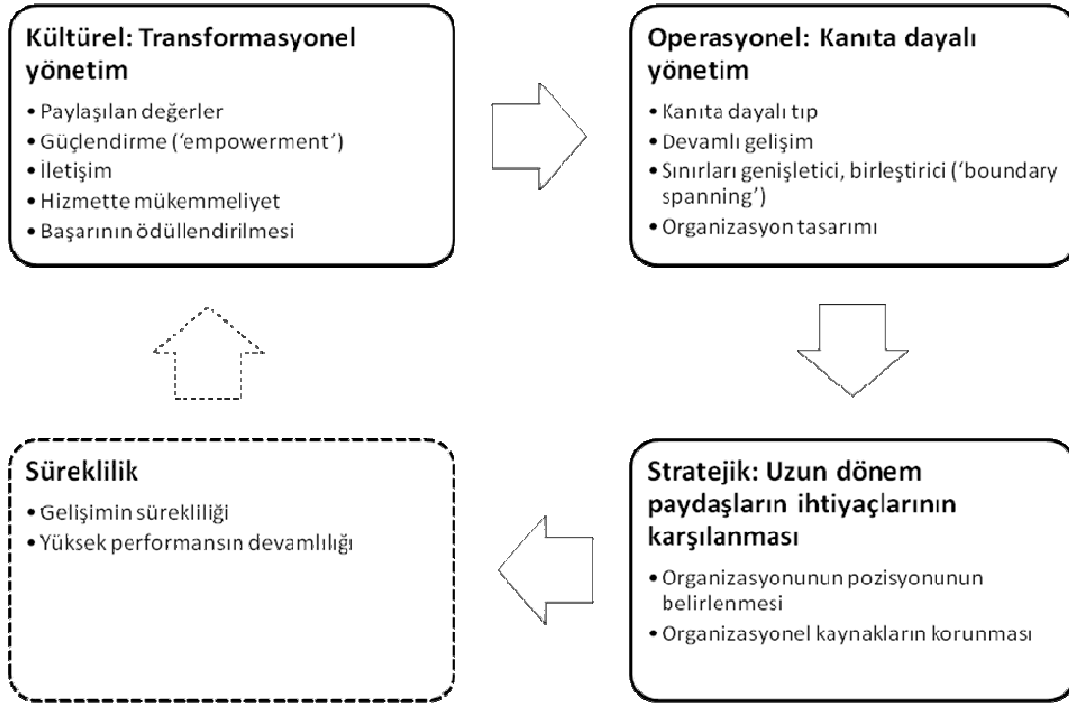 Kültürel: Transformasyonel
yönetim
• Paylaşılan değerler
• Güçlendirme (‘empowerment’)
• İletişim
• Hizmette mükemmeliyet
• Başarının ödüllendirilmesi
Operasyonel: Kanıta dayalı
yönetim
• Kanıta dayalı tıp
• Devamlı gelişim
• Sınırları genişletici, birleştirici (‘boundary
spanning’)
• Organizasyon tasarımı
Süreklilik
• Gelişimin sürekliliği
• Yüksek performansın devamlılığı
Stratejik: Uzun dönem
paydaşların ihtiyaçlarının
karşılanması
• Organizasyonunun pozisyonunun
belirlenmesi
• Organizasyonel kaynakların korunması